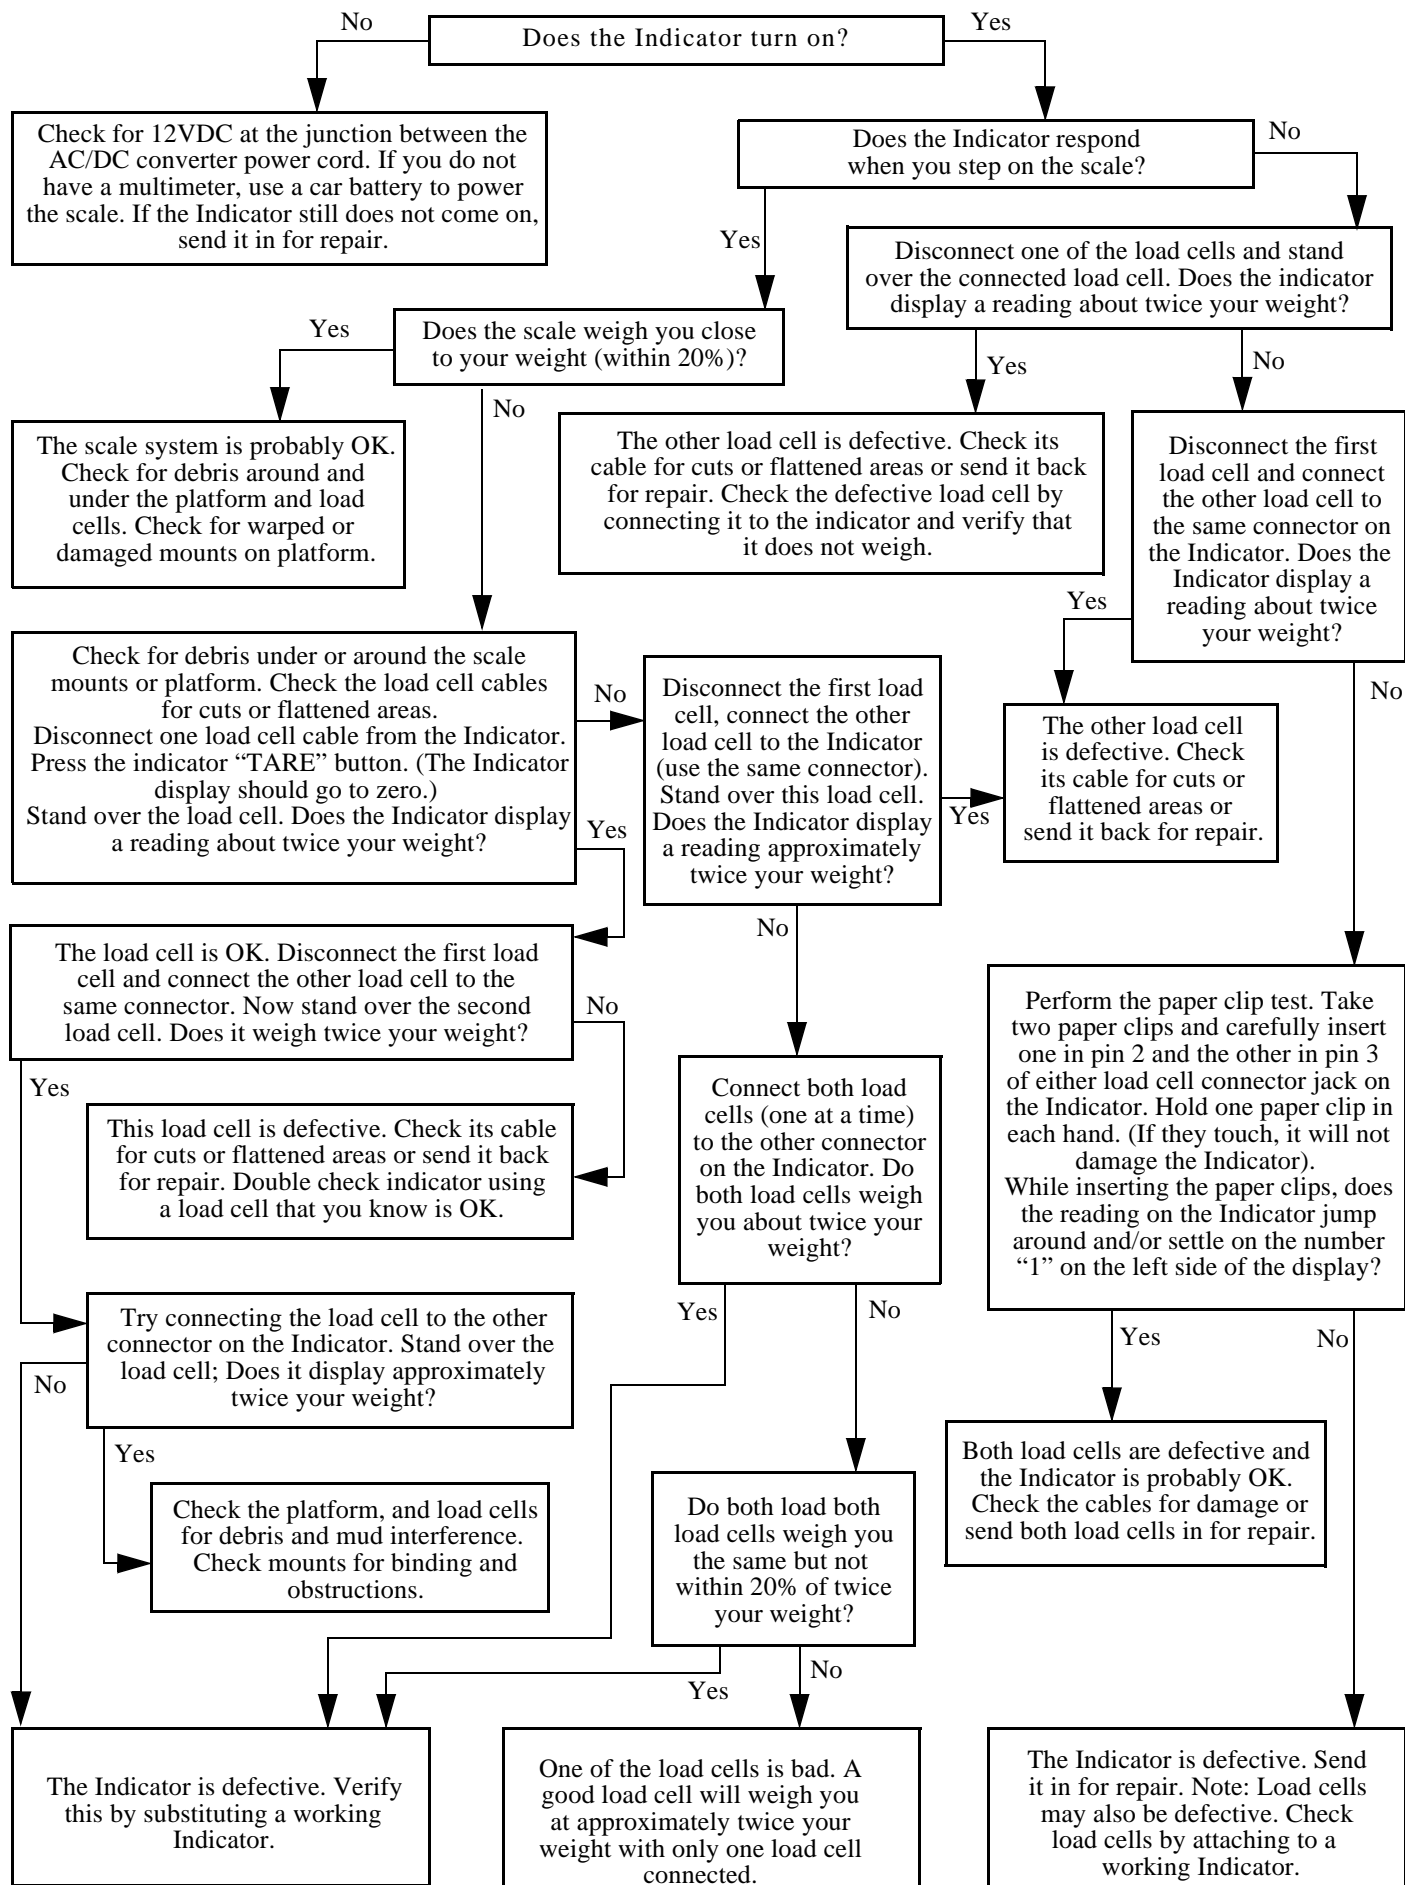 No
Yes
Does the Indicator turn on?
Check for 12VDC at the junction between the
AC/DC converter power cord. If you do not
have a multimeter, use a car battery to power
the scale. If the Indicator still does not come on,
send it in for repair.
Does the Indicator respond
when you step on the scale?
No
Yes
Disconnect one of the load cells and stand
over the connected load cell. Does the indicator
display a reading about twice your weight?
Yes
Does the scale weigh you close
to your weight (within 20%)?
No
Yes
No
The scale system is probably OK.
Check for debris around and
under the platform and load
cells. Check for warped or
damaged mounts on platform.
The other load cell is defective. Check its
cable for cuts or flattened areas or send it back
for repair. Check the defective load cell by
connecting it to the indicator and verify that
it does not weigh.
Disconnect the first
load cell and connect
the other load cell to
the same connector on
the Indicator. Does the
Indicator display a
reading about twice
your weight?
Yes
No
Check for debris under or around the scale
mounts or platform. Check the load cell cables
for cuts or flattened areas.
Disconnect one load cell cable from the Indicator.
Press the indicator “TARE” button. (The Indicator
display should go to zero.)
Stand over the load cell. Does the Indicator display
a reading about twice your weight?
No
Yes
Disconnect the first load
cell, connect the other
load cell to the Indicator
(use the same connector).
Stand over this load cell.
Does the Indicator display
a reading approximately
twice your weight?
Yes
No
The other load cell
is defective. Check
its cable for cuts or
flattened areas or
send it back for repair.
The load cell is OK. Disconnect the first load
cell and connect the other load cell to the
same connector. Now stand over the second
load cell. Does it weigh twice your weight?
No
Yes
This load cell is defective. Check its cable
for cuts or flattened areas or send it back
for repair. Double check indicator using
a load cell that you know is OK.
Connect both load
cells (one at a time)
to the other connector
on the Indicator. Do
both load cells weigh
you about twice your
weight?
Yes
No
Perform the paper clip test. Take
two paper clips and carefully insert
one in pin 2 and the other in pin 3
of either load cell connector jack on
the Indicator. Hold one paper clip in
each hand. (If they touch, it will not
damage the Indicator).
While inserting the paper clips, does
the reading on the Indicator jump
around and/or settle on the number
“1” on the left side of the display?
Yes
No
Try connecting the load cell to the other
connector on the Indicator. Stand over the
load cell; Does it display approximately
twice your weight?
No
Yes
Check the platform, and load cells
for debris and mud interference.
Check mounts for binding and
obstructions.
Do both load both
load cells weigh you
the same but not
within 20% of twice
your weight?
Yes
No
Both load cells are defective and
the Indicator is probably OK.
Check the cables for damage or
send both load cells in for repair.
The Indicator is defective. Verify
this by substituting a working
Indicator.
One of the load cells is bad. A
good load cell will weigh you
at approximately twice your
weight with only one load cell
connected.
The Indicator is defective. Send
it in for repair. Note: Load cells
may also be defective. Check
load cells by attaching to a
working Indicator.